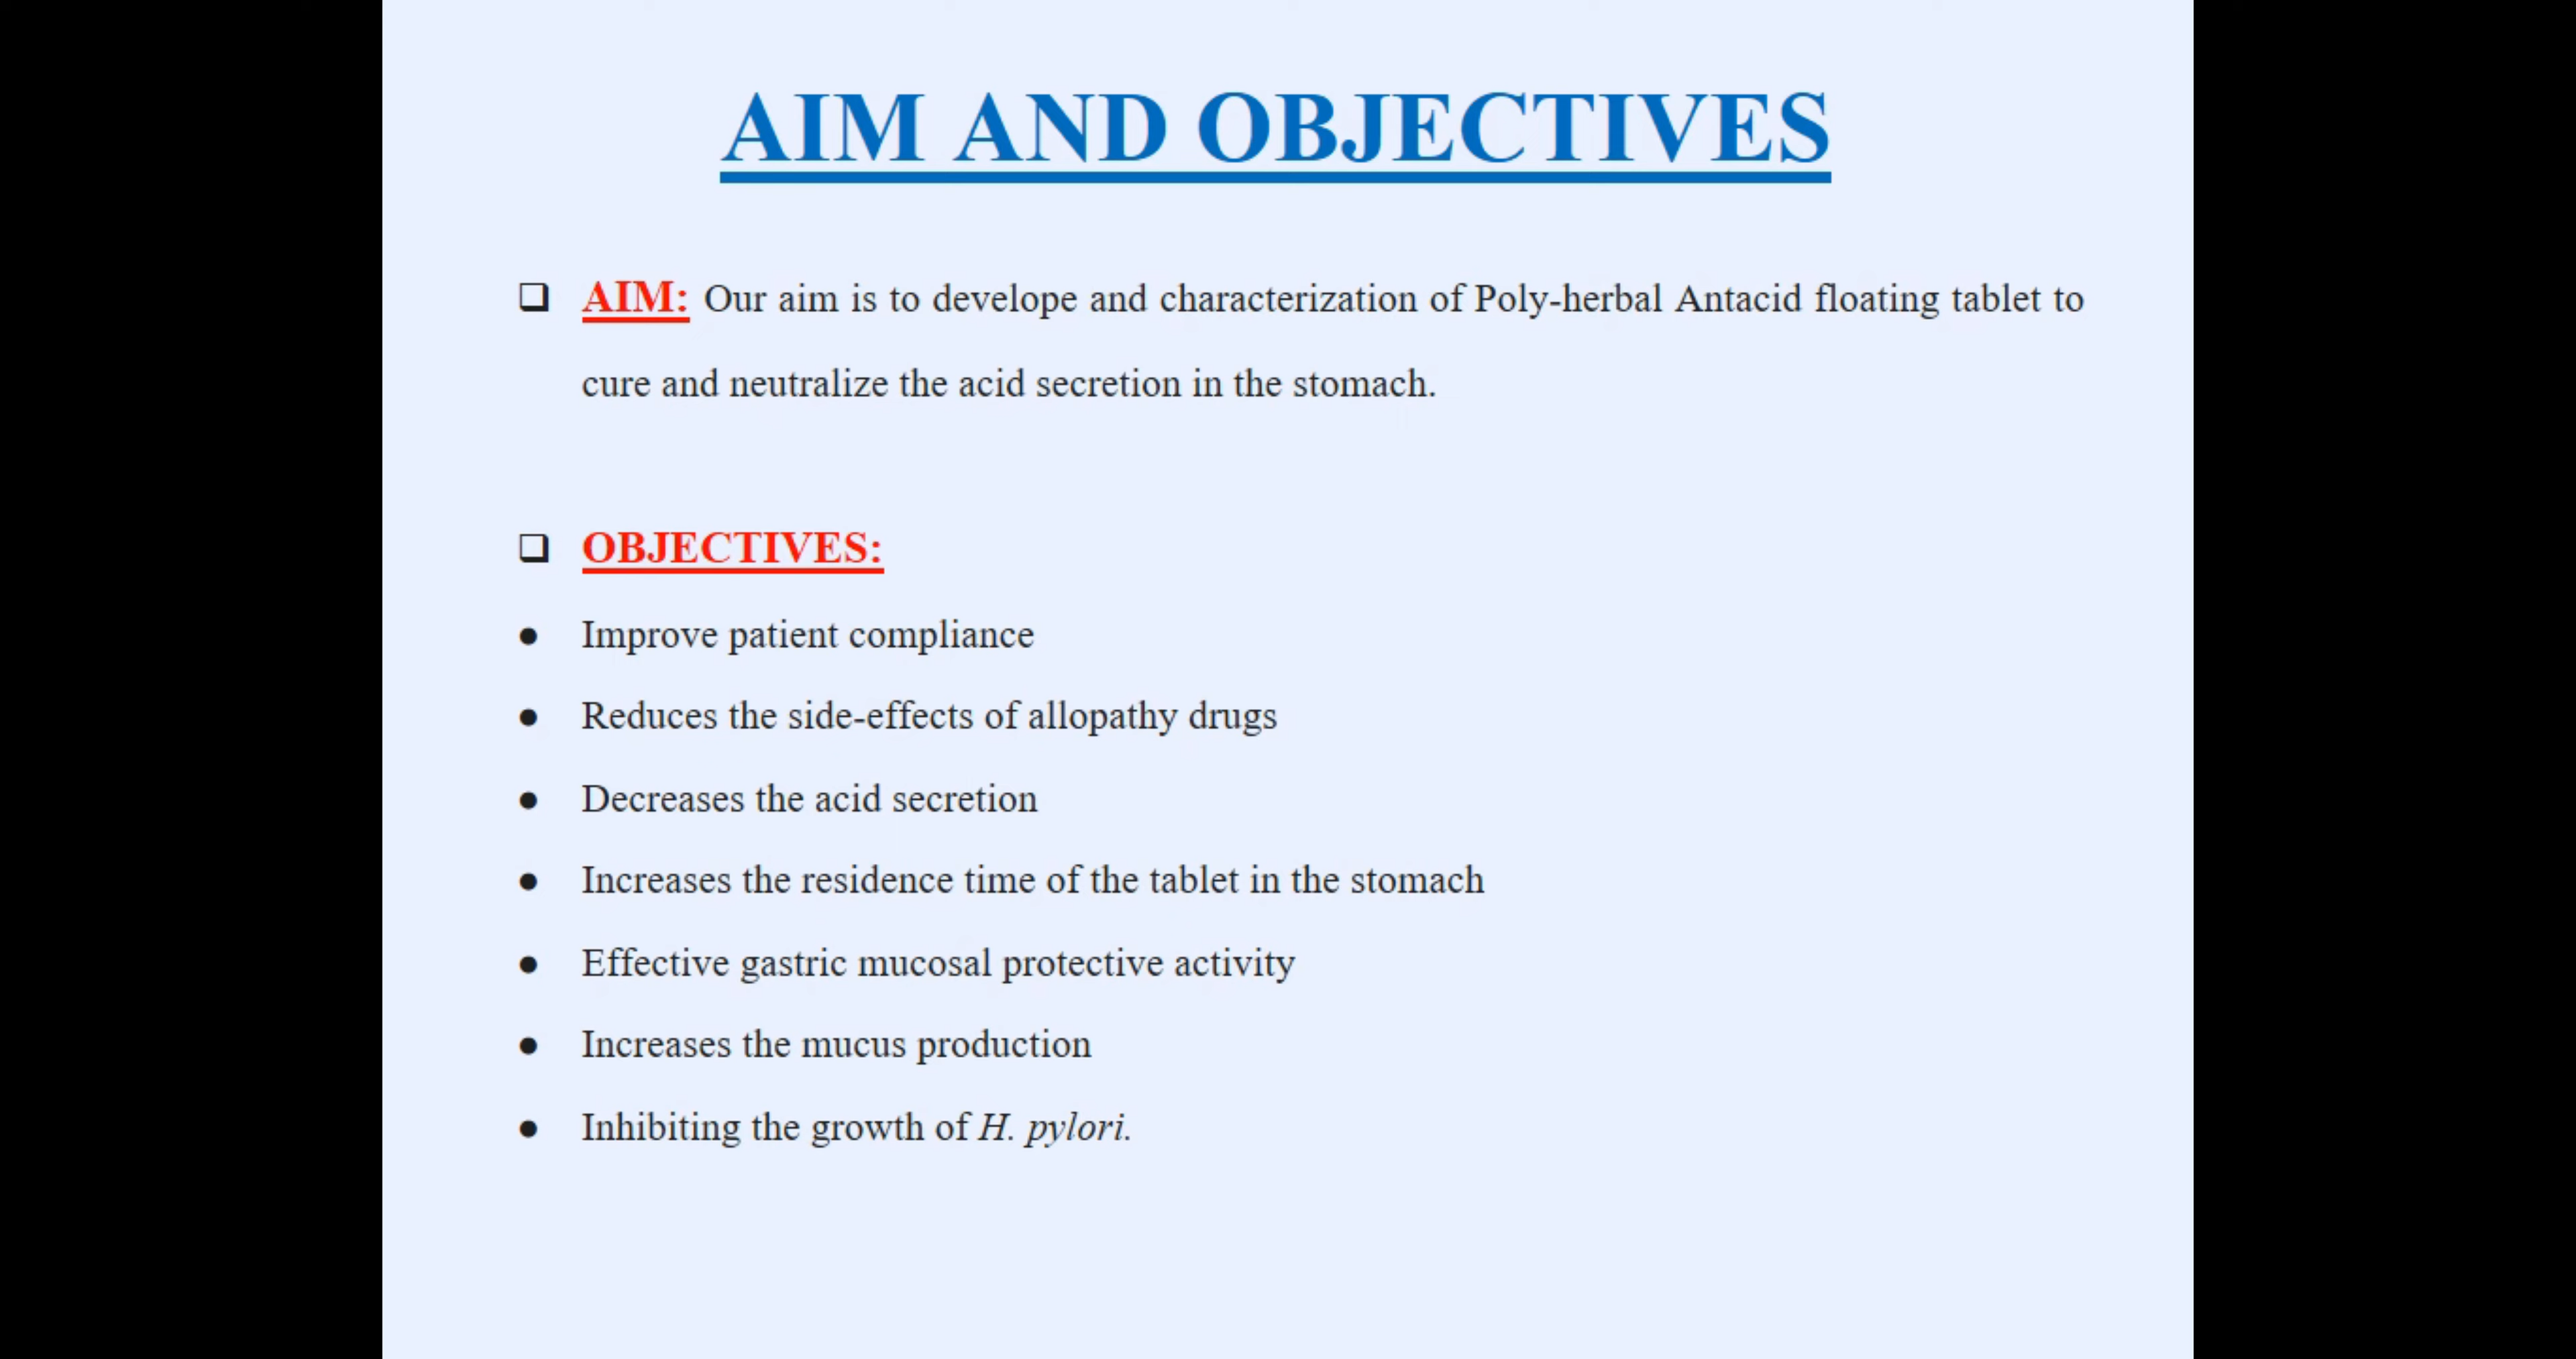 AIM AND OBJECTIVES
❑ AIM: Our aim is to develope and characterization of Poly-herbal Antacid floating tablet to
cure and neutralize the acid secretion in the stomach.
❑ OBJECTIVES:
● Improve patient compliance
● Reduces the side-effects of allopathy drugs
● Decreases the acid secretion
● Increases the residence time of the tablet in the stomach
● Effective gastric mucosal protective activity
● Increases the mucus production
● Inhibiting the growth of H. pylori.